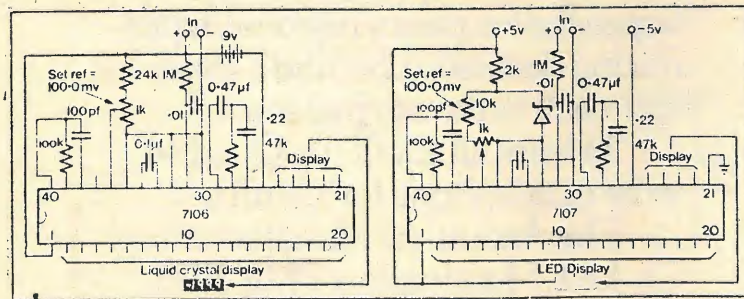 In
+ -
9v
24k
1M
Set ref =
100·0mv
1k
0·47µf
·01
100pf
·22
100k
0·1µf
47k
Display
40
30
21
7106
1
10
20
Liquid crystal display
-1999
In
+5v
+ -
-5v
2k
1M
Set ref =
100·0mv
10k
·01
0·47µf
100pf
1k
·22
100k
47k
Display
40
30
21
7107
1
10
20
LED Display